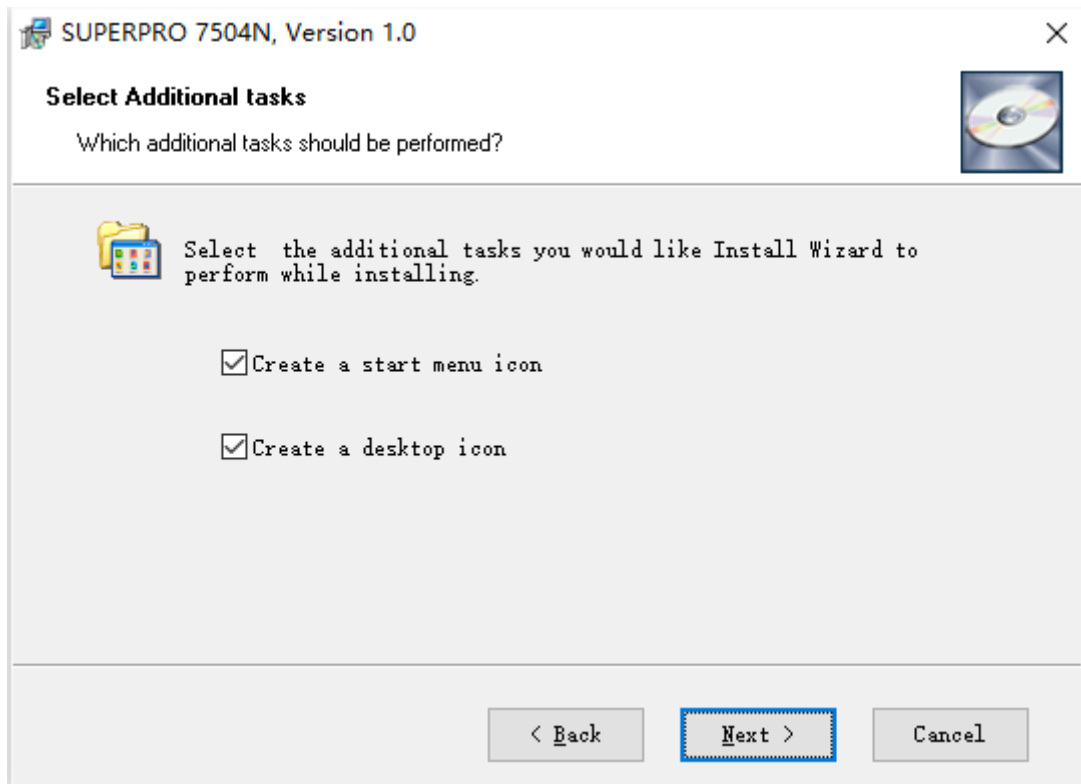 SUPERPRO 7504N, Version 1.0
Select Additional tasks
Which additional tasks should be performed?
Select  the additional tasks you would like Install Wizard to
perform while installing.
Create a start menu icon
Create a desktop icon
< Back
Next >
Cancel